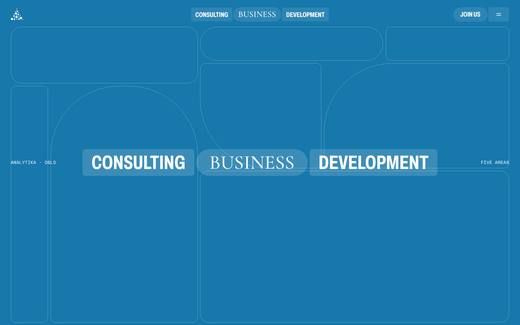 CONSULTING BUSINESS DEVELOPMENT
JOIN US
ANALYTIKA - OSLO
CONSULTING BUSINESS DEVELOPMENT
FIVE AREAS